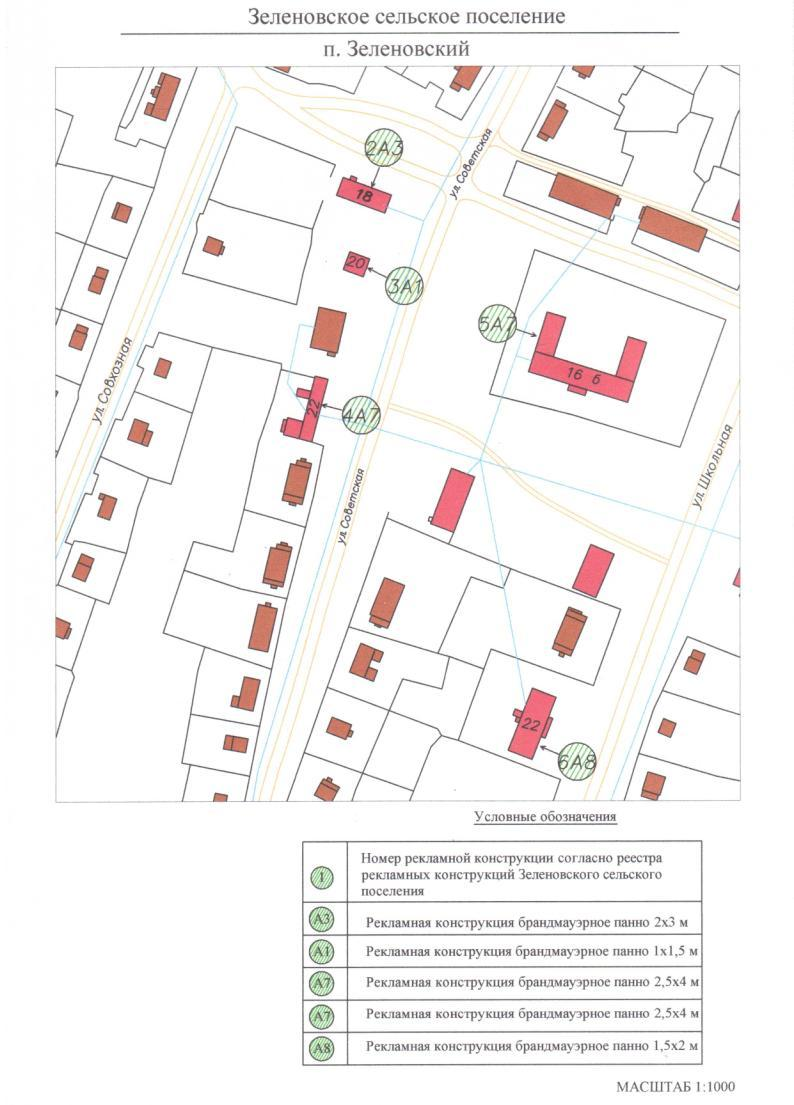 Зеленовское сельское поселение
п. Зеленовский
2А3
ул. Советская
18
20
3А1
5А7
16 б
ул. Совхозная
22
4А7
ул. Школьная
ул. Советская
22
6А8
Условные обозначения
1
Номер рекламной конструкции согласно реестра
рекламных конструкций Зеленовского сельского
поселения
А3 Рекламная конструкция брандмауэрное панно 2х3 м
А1 Рекламная конструкция брандмауэрное панно 1х1,5 м
А7 Рекламная конструкция брандмауэрное панно 2,5х4 м
А7 Рекламная конструкция брандмауэрное панно 2,5х4 м
А8 Рекламная конструкция брандмауэрное панно 1,5х2 м
МАСШТАБ 1:1000